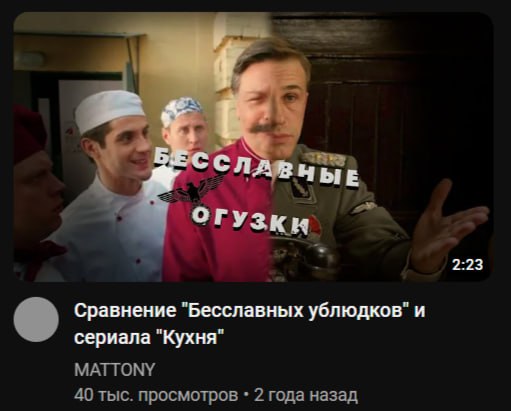 БЕССЛАВНЫЕ
ОГУЗКИ
2:23
Сравнение "Бесславных ублюдков" и
сериала "Кухня"
MATTONY
40 тыс. просмотров • 2 года назад